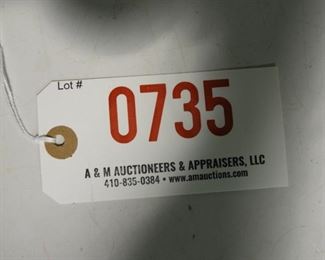 Lot #
0735
A & M AUCTIONEERS & APPRAISERS, LLC
410-835-0384 • www.amauctions.com